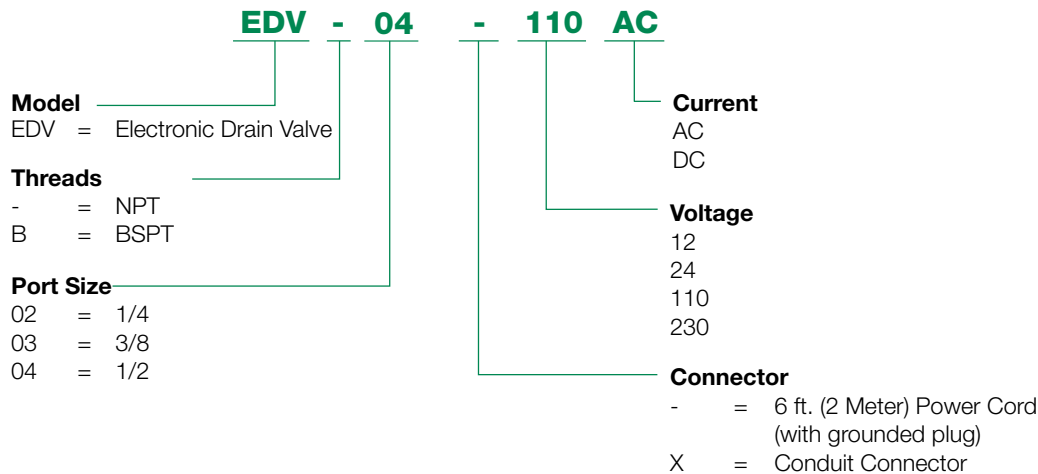 EDV - 04 - 110 AC
Model
EDV = Electronic Drain Valve
Threads
- = NPT
B = BSPT
Port Size
02 = 1/4
03 = 3/8
04 = 1/2
Current
AC
DC
Voltage
12
24
110
230
Connector
- = 6 ft. (2 Meter) Power Cord
(with grounded plug)
X = Conduit Connector